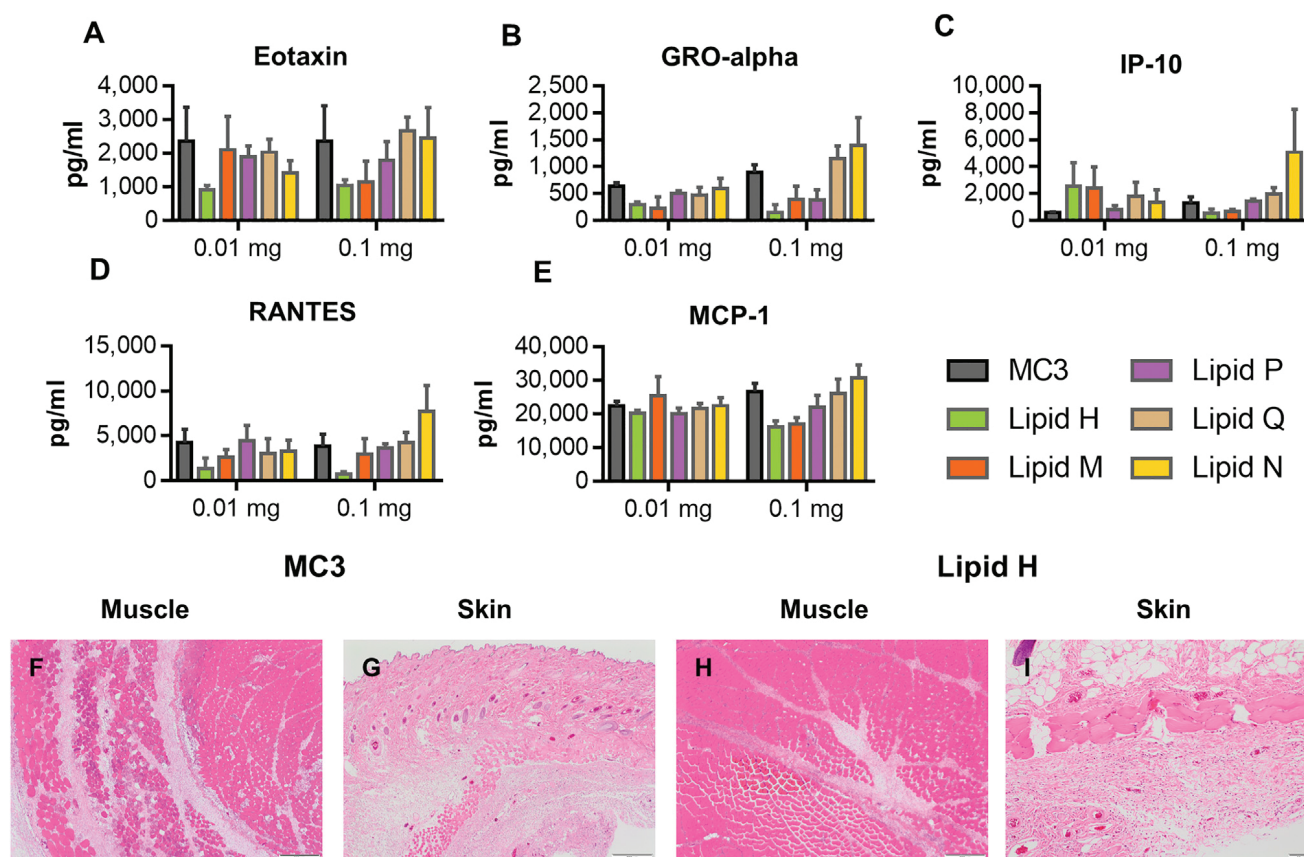 A
Eotaxin
pg/ml
4,000
3,000
2,000
1,000
0
0.01 mg
0.1 mg
B
GRO-alpha
pg/ml
2,500
2,000
1,500
1,000
500
0
0.01 mg
0.1 mg
C
IP-10
pg/ml
10,000
8,000
6,000
4,000
2,000
0
0.01 mg
0.1 mg
D
RANTES
pg/ml
15,000
10,000
5,000
0
0.01 mg
0.1 mg
E
MCP-1
pg/ml
40,000
30,000
20,000
10,000
0
0.01 mg
0.1 mg
MC3
Lipid H
Lipid M
Lipid P
Lipid Q
Lipid N
MC3
Lipid H
Muscle
Skin
Muscle
Skin
F
G
H
I